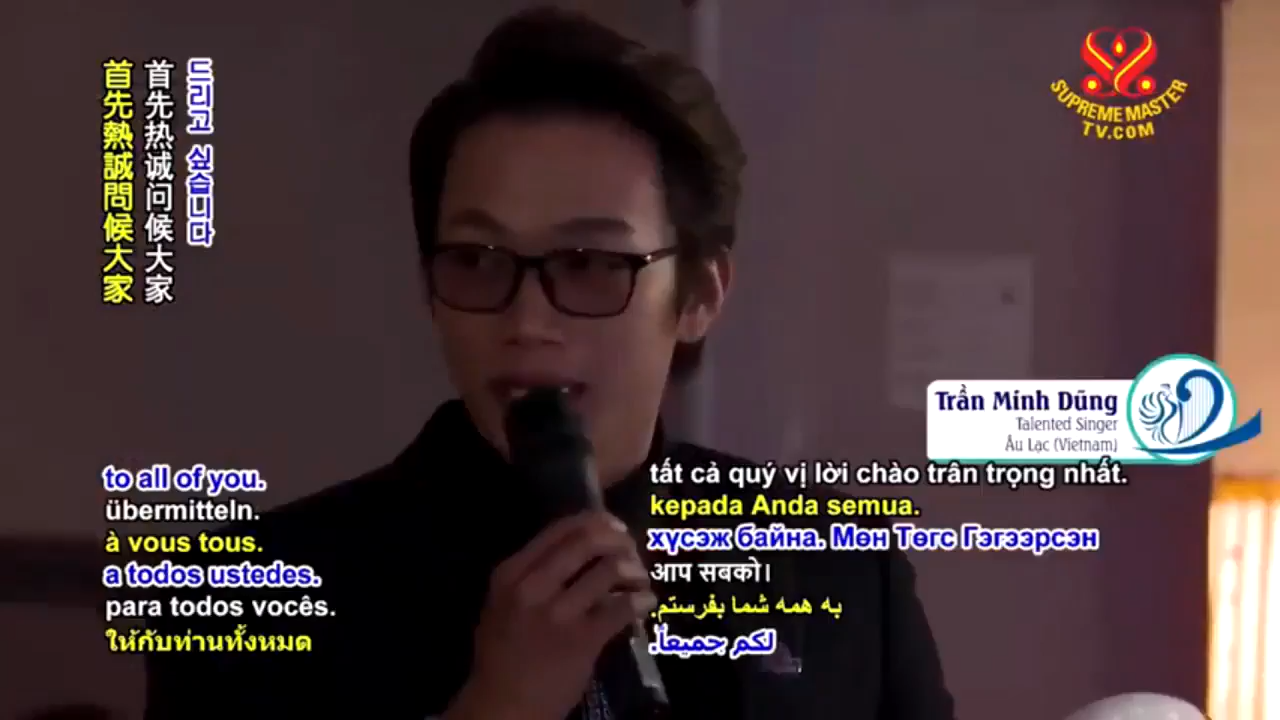 드리고 싶습니다
首先热诚问候大家
首先熱誠問候大家
SUPREME MASTER
TV.COM
Trần Minh Dũng
Talented Singer
Âu Lạc (Vietnam)
to all of you.
übermitteln.
à vous tous.
a todos ustedes.
para todos vocês.
ให้กับท่านทั้งหมด
tất cả quý vị lời chào trân trọng nhất.
kepada Anda semua.
хүсэж байна. Мөн Төгс Гэгээрсэн
आप सबको।
به همه شما بفرستم.
لكم جميعاً.